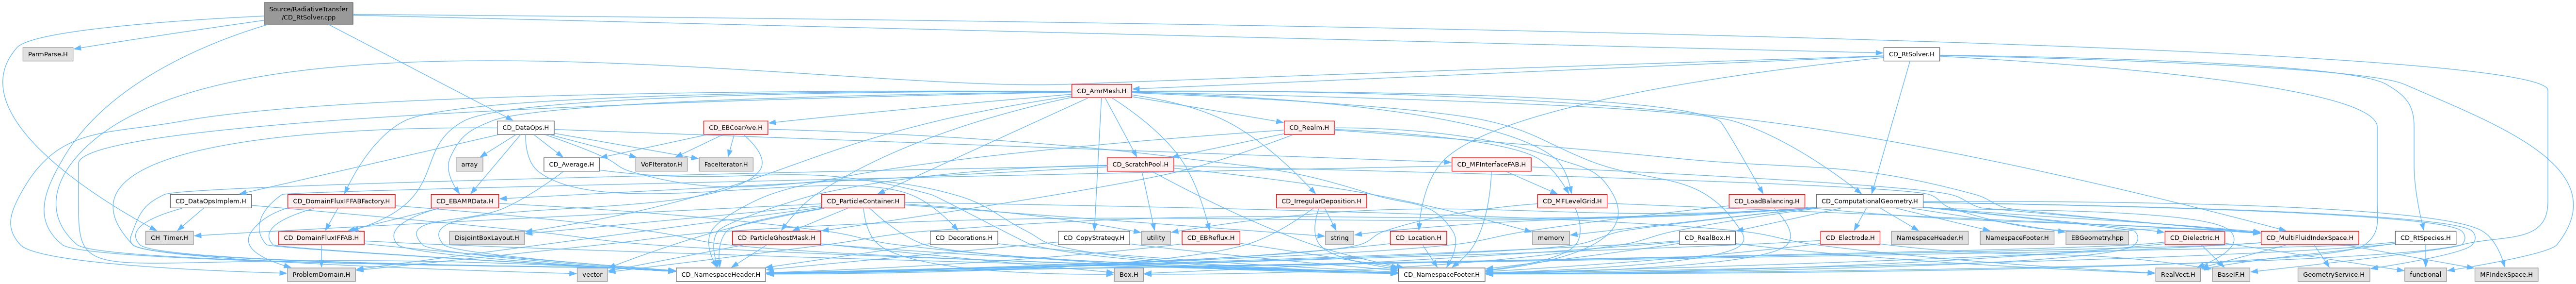 Source/RadiativeTransfer
/CD_RtSolver.cpp
ParmParse.H
CD_RtSolver.H
CD_AmrMesh.H
CD_DataOps.H
CD_EBCoarAve.H
CD_Realm.H
array
CD_Average.H
VoFIterator.H
FaceIterator.H
CD_ScratchPool.H
CD_MFInterfaceFAB.H
CD_DataOpsImplem.H
CD_DomainFluxIFFABFactory.H
CD_EBAMRData.H
CD_ParticleContainer.H
CD_IrregularDeposition.H
CD_MFLevelGrid.H
CD_LoadBalancing.H
CD_ComputationalGeometry.H
CH_Timer.H
CD_DomainFluxIFFAB.H
DisjointBoxLayout.H
CD_ParticleGhostMask.H
CD_Decorations.H
CD_CopyStrategy.H
utility
CD_EBReflux.H
string
CD_Location.H
memory
CD_RealBox.H
CD_Electrode.H
NamespaceHeader.H
NamespaceFooter.H
EBGeometry.hpp
CD_Dielectric.H
CD_MultiFluidIndexSpace.H
CD_RtSpecies.H
ProblemDomain.H
vector
CD_NamespaceHeader.H
Box.H
CD_NamespaceFooter.H
RealVect.H
BaseIF.H
GeometryService.H
functional
MFIndexSpace.H